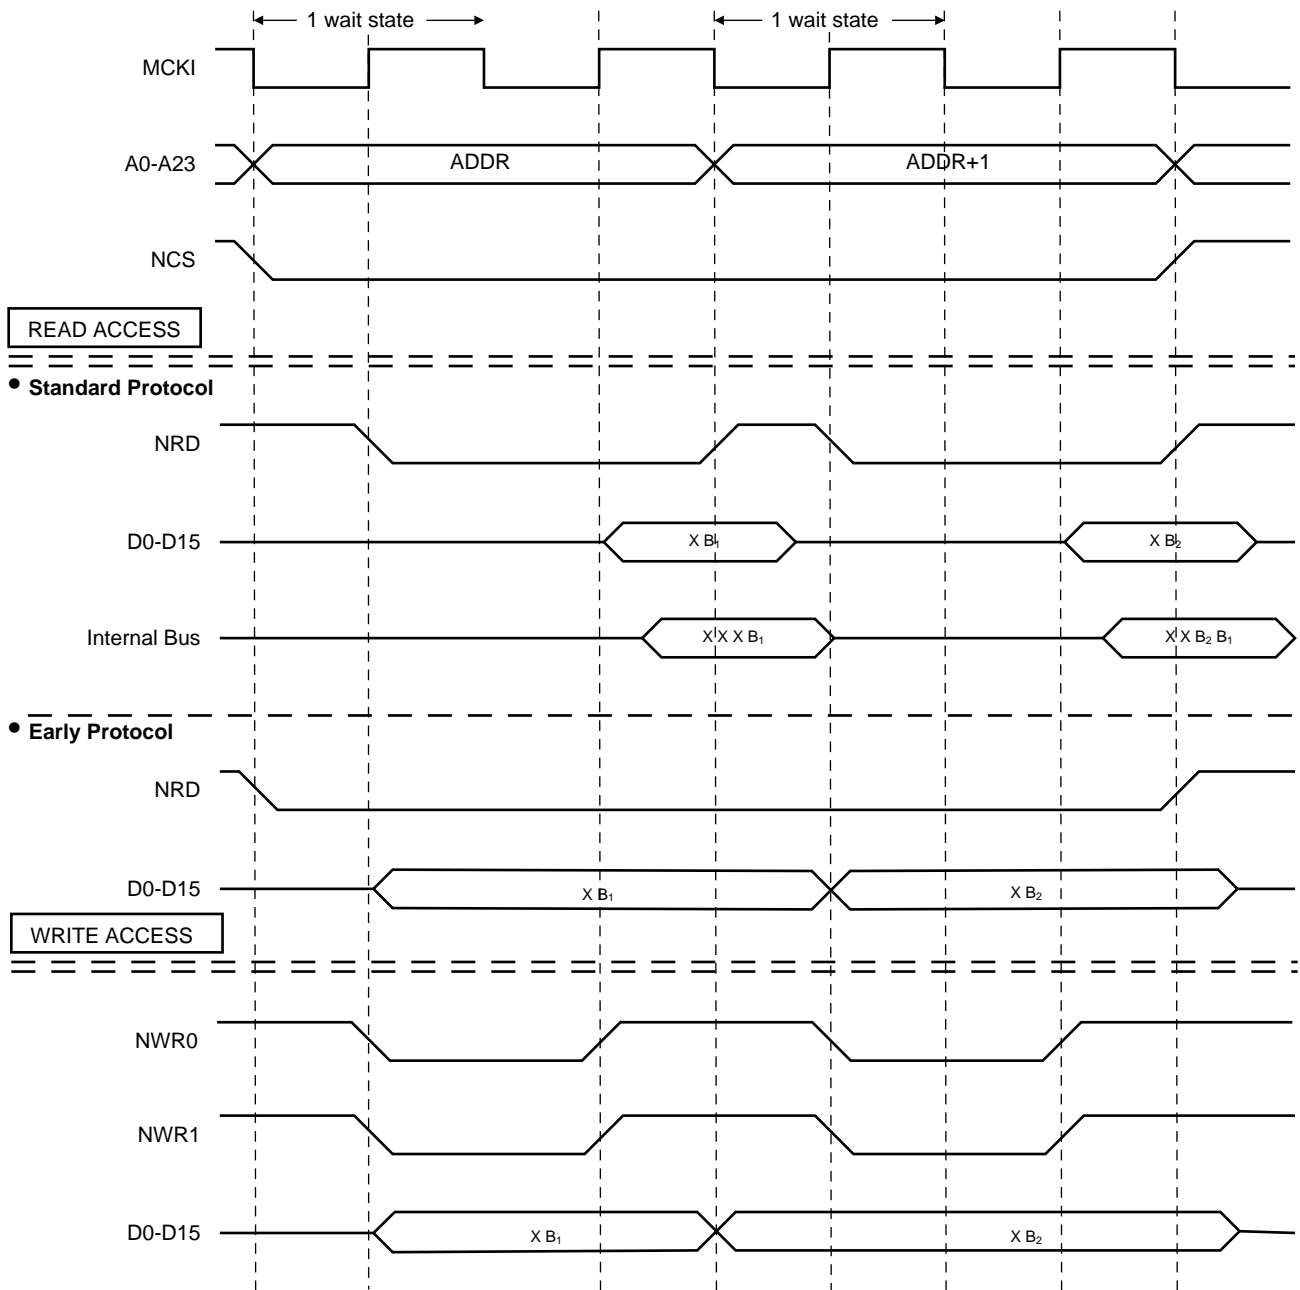 1 wait state 1 wait state
MCKI
A0-A23 ADDR ADDR+1
NCS
READ ACCESS
• Standard Protocol
NRD
D0-D15 X B₁ X B₂
Internal Bus X X X B₁ X X B₂ B₁
• Early Protocol
NRD
D0-D15 X B₁ X B₂
WRITE ACCESS
NWR0
NWR1
D0-D15 X B₁ X B₂